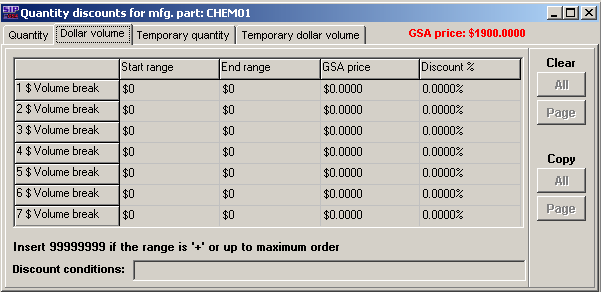 Quantity discounts for mfg. part: CHEM01
Quantity Dollar volume Temporary quantity Temporary dollar volume GSA price: $1900.0000
Start range End range GSA price Discount %
1 $ Volume break $0 $0 $0.0000 0.0000%
2 $ Volume break $0 $0 $0.0000 0.0000%
3 $ Volume break $0 $0 $0.0000 0.0000%
4 $ Volume break $0 $0 $0.0000 0.0000%
5 $ Volume break $0 $0 $0.0000 0.0000%
6 $ Volume break $0 $0 $0.0000 0.0000%
7 $ Volume break $0 $0 $0.0000 0.0000%
Insert 99999999 if the range is '+' or up to maximum order
Discount conditions:
Clear
All
Page
Copy
All
Page